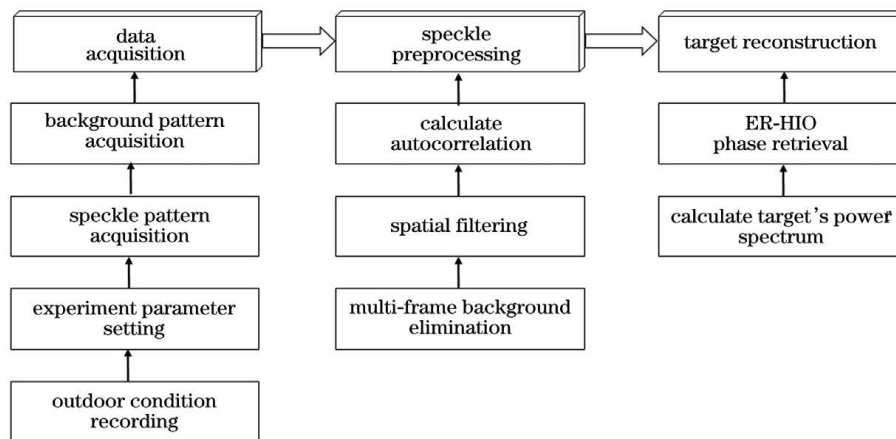 data
acquisition
speckle
preprocessing
target reconstruction
background pattern
acquisition
calculate
autocorrelation
ER-HIO
phase retrieval
speckle pattern
acquisition
spatial filtering
calculate target's power
spectrum
experiment parameter
setting
multi-frame background
elimination
outdoor condition
recording